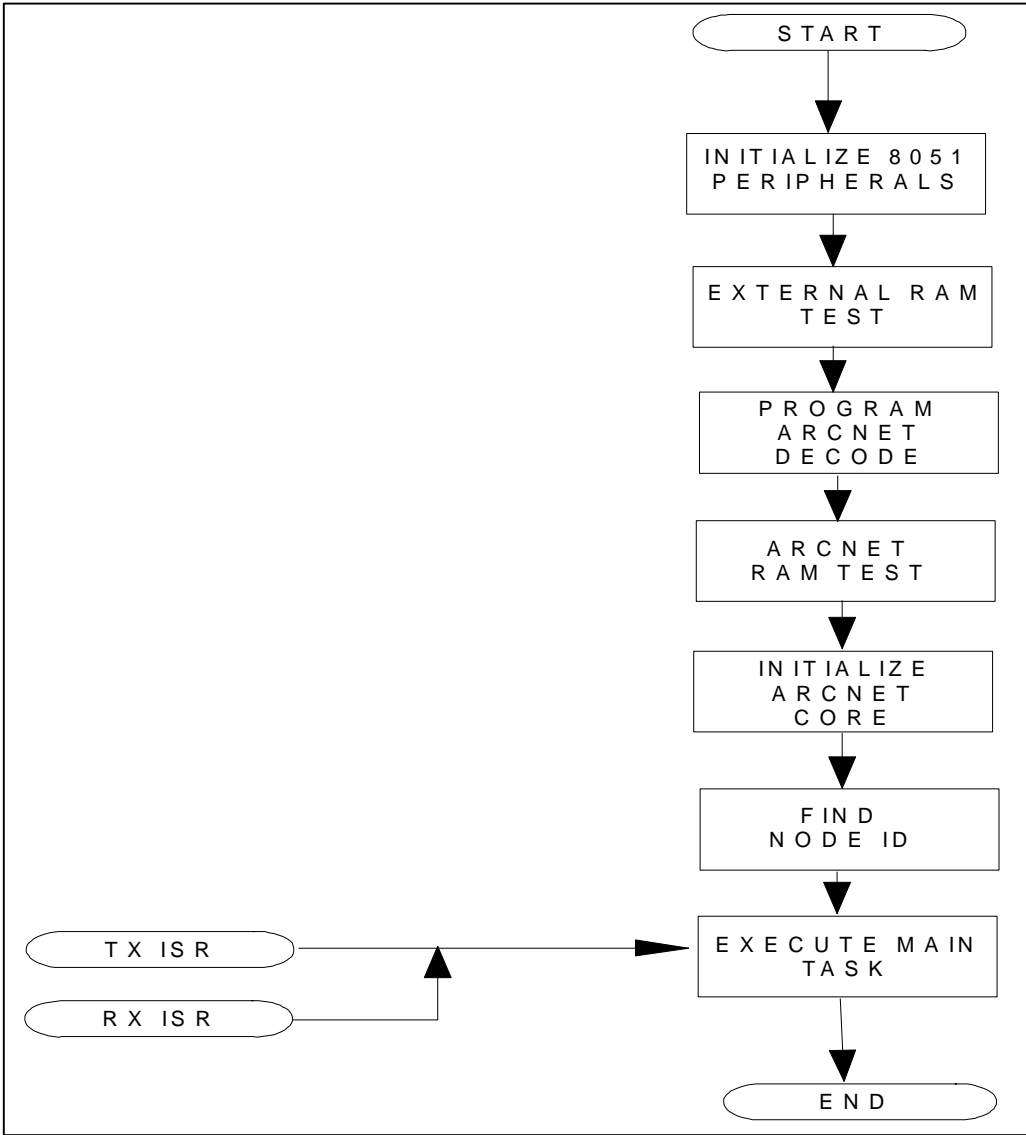 START
INITIALIZE 8051
PERIPHERALS
EXTERNAL RAM
TEST
PROGRAM
ARCNET
DECODE
ARCNET
RAM TEST
INITIALIZE
ARCNET
CORE
FIND
NODE ID
TX ISR
EXECUTE MAIN
TASK
RX ISR
END